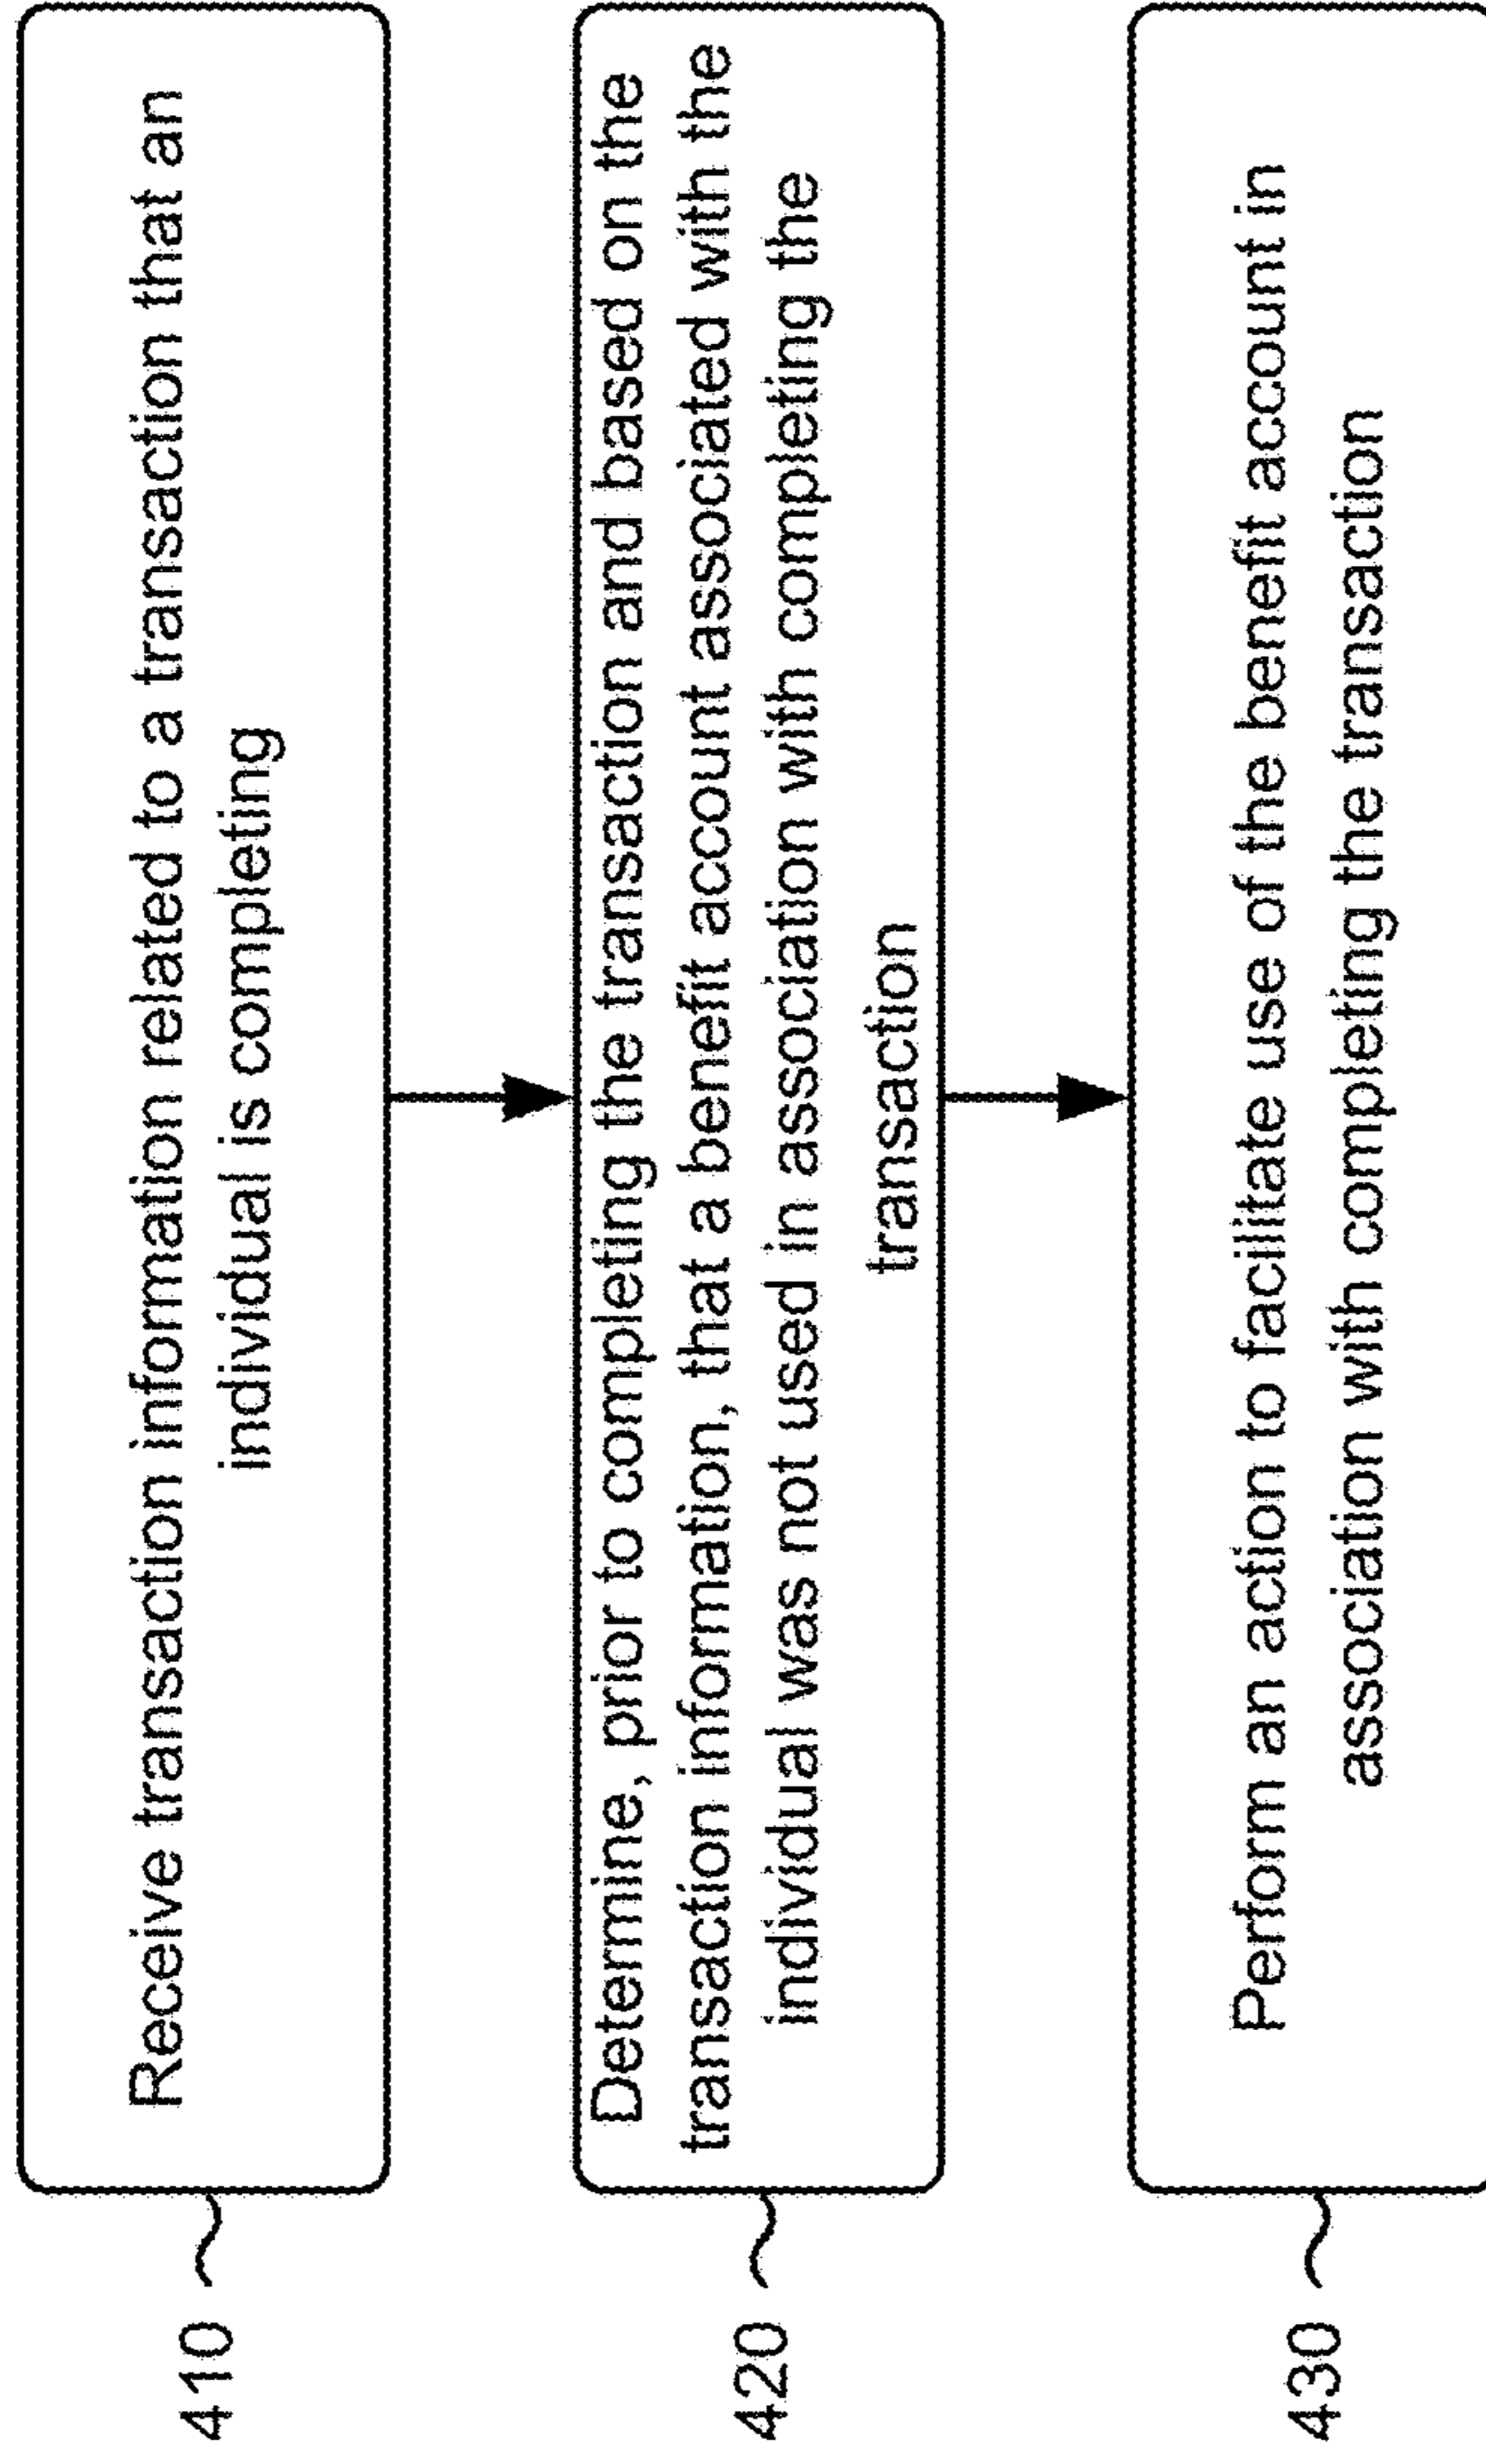 410
Receive transaction information related to a transaction that an
individual is completing
420
Determine, prior to completing the transaction and based on the
transaction information, that a benefit account associated with the
individual was not used in association with completing the
transaction
430
Perform an action to facilitate use of the benefit account in
association with completing the transaction